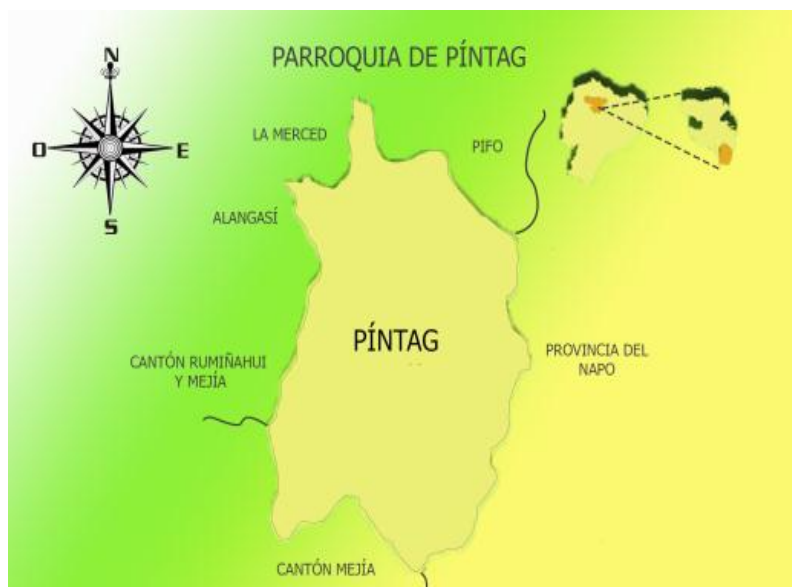 PARROQUIA DE PÍNTAG
N
O
E
S
LA MERCED
PIFO
ALANGASÍ
PÍNTAG
CANTÓN RUMIÑAHUI
Y MEJÍA
PROVINCIA DEL
NAPO
CANTÓN MEJÍA